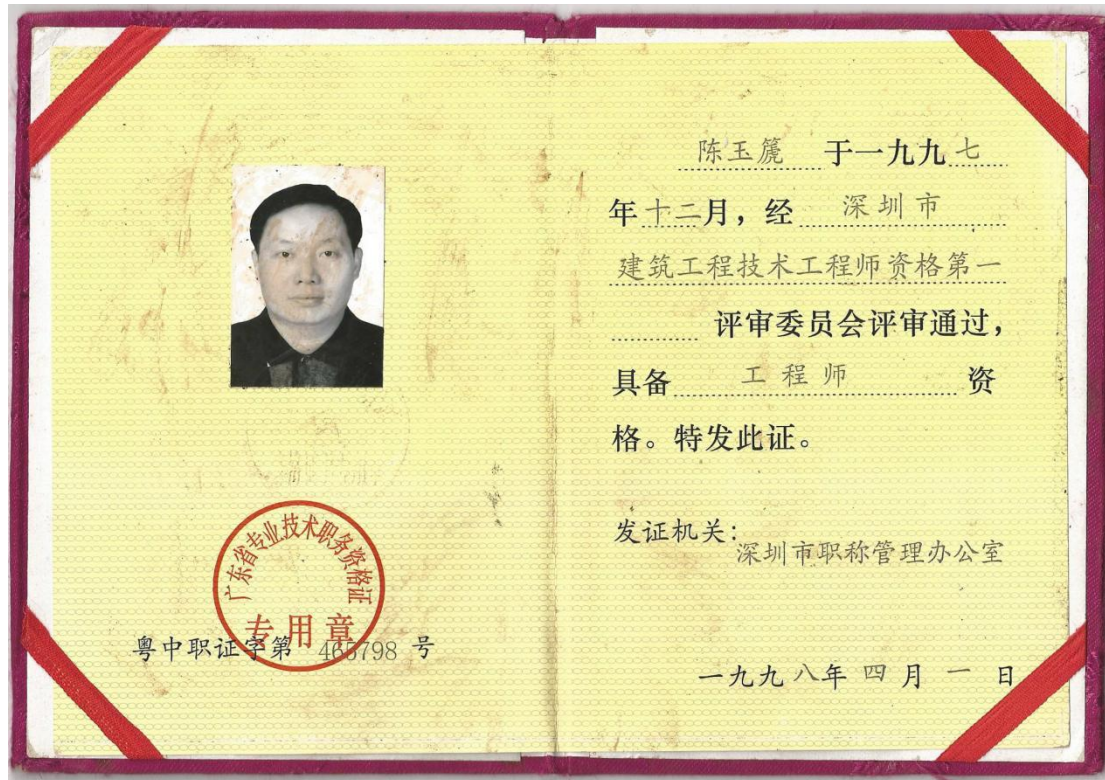 广东省专业技术职务资格证
专用章
粤中职证字第 465798 号
陈玉篪 于一九九七
年十二月，经 深圳市
建筑工程技术工程师资格第一
评审委员会评审通过，
具备 工程师 资
格。特发此证。
发证机关：
深圳市职称管理办公室
一九九八年四月一日